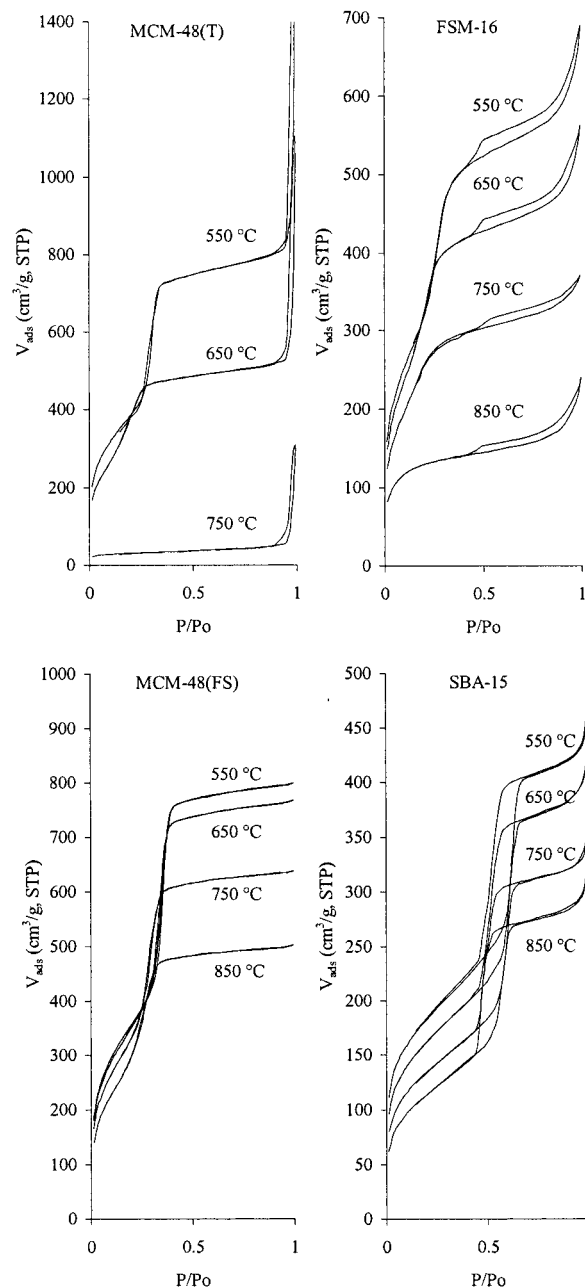 MCM-48(T)
V_ads (cm³/g, STP)
1400
1200
1000
800
600
400
200
0
550 °C
650 °C
750 °C
0
0.5
1
P/Po
FSM-16
V_ads (cm³/g, STP)
700
600
500
400
300
200
100
0
550 °C
650 °C
750 °C
850 °C
0
0.5
1
P/Po
MCM-48(FS)
V_ads (cm³/g, STP)
1000
900
800
700
600
500
400
300
200
100
0
550 °C
650 °C
750 °C
850 °C
0
0.5
1
P/Po
SBA-15
V_ads (cm³/g, STP)
500
450
400
350
300
250
200
150
100
50
0
550 °C
650 °C
750 °C
850 °C
0
0.5
P/Po